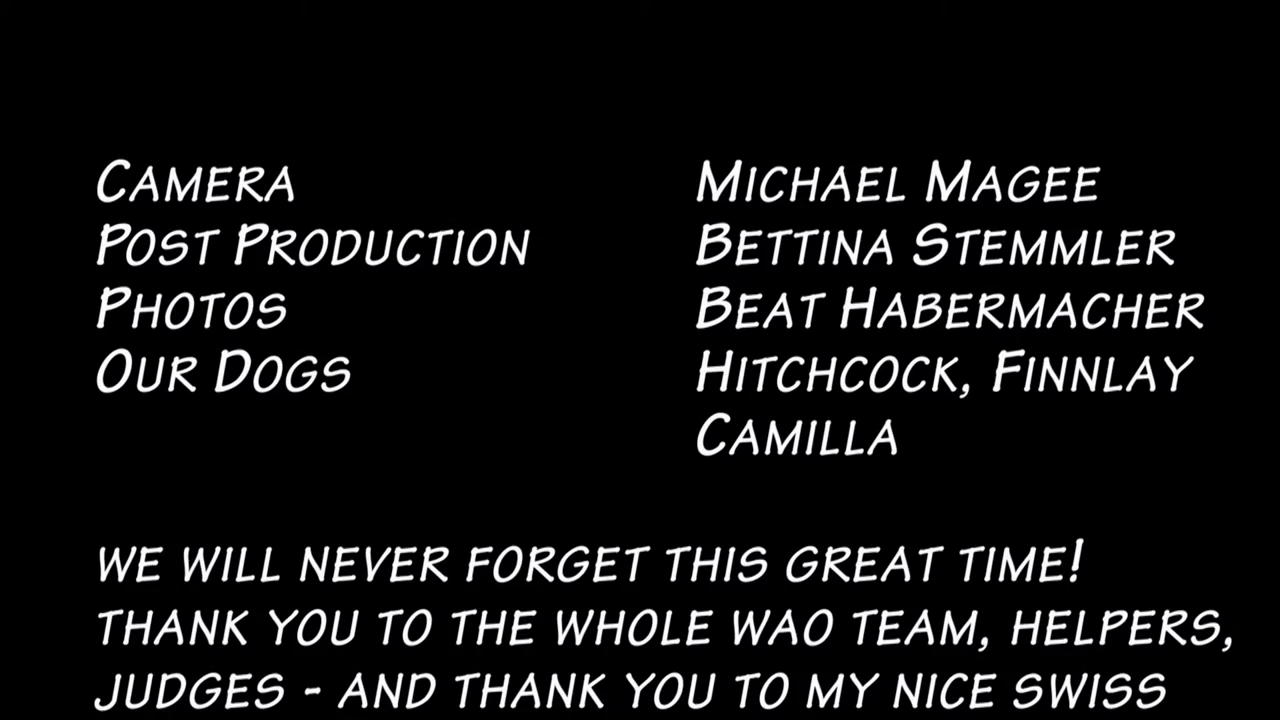 Camera Michael Magee
Post Production Bettina Stemmler
Photos Beat Habermacher
Our Dogs Hitchcock, Finnlay
Camilla
we will never forget this great time!
thank you to the whole wao team, helpers,
judges - and thank you to my nice swiss